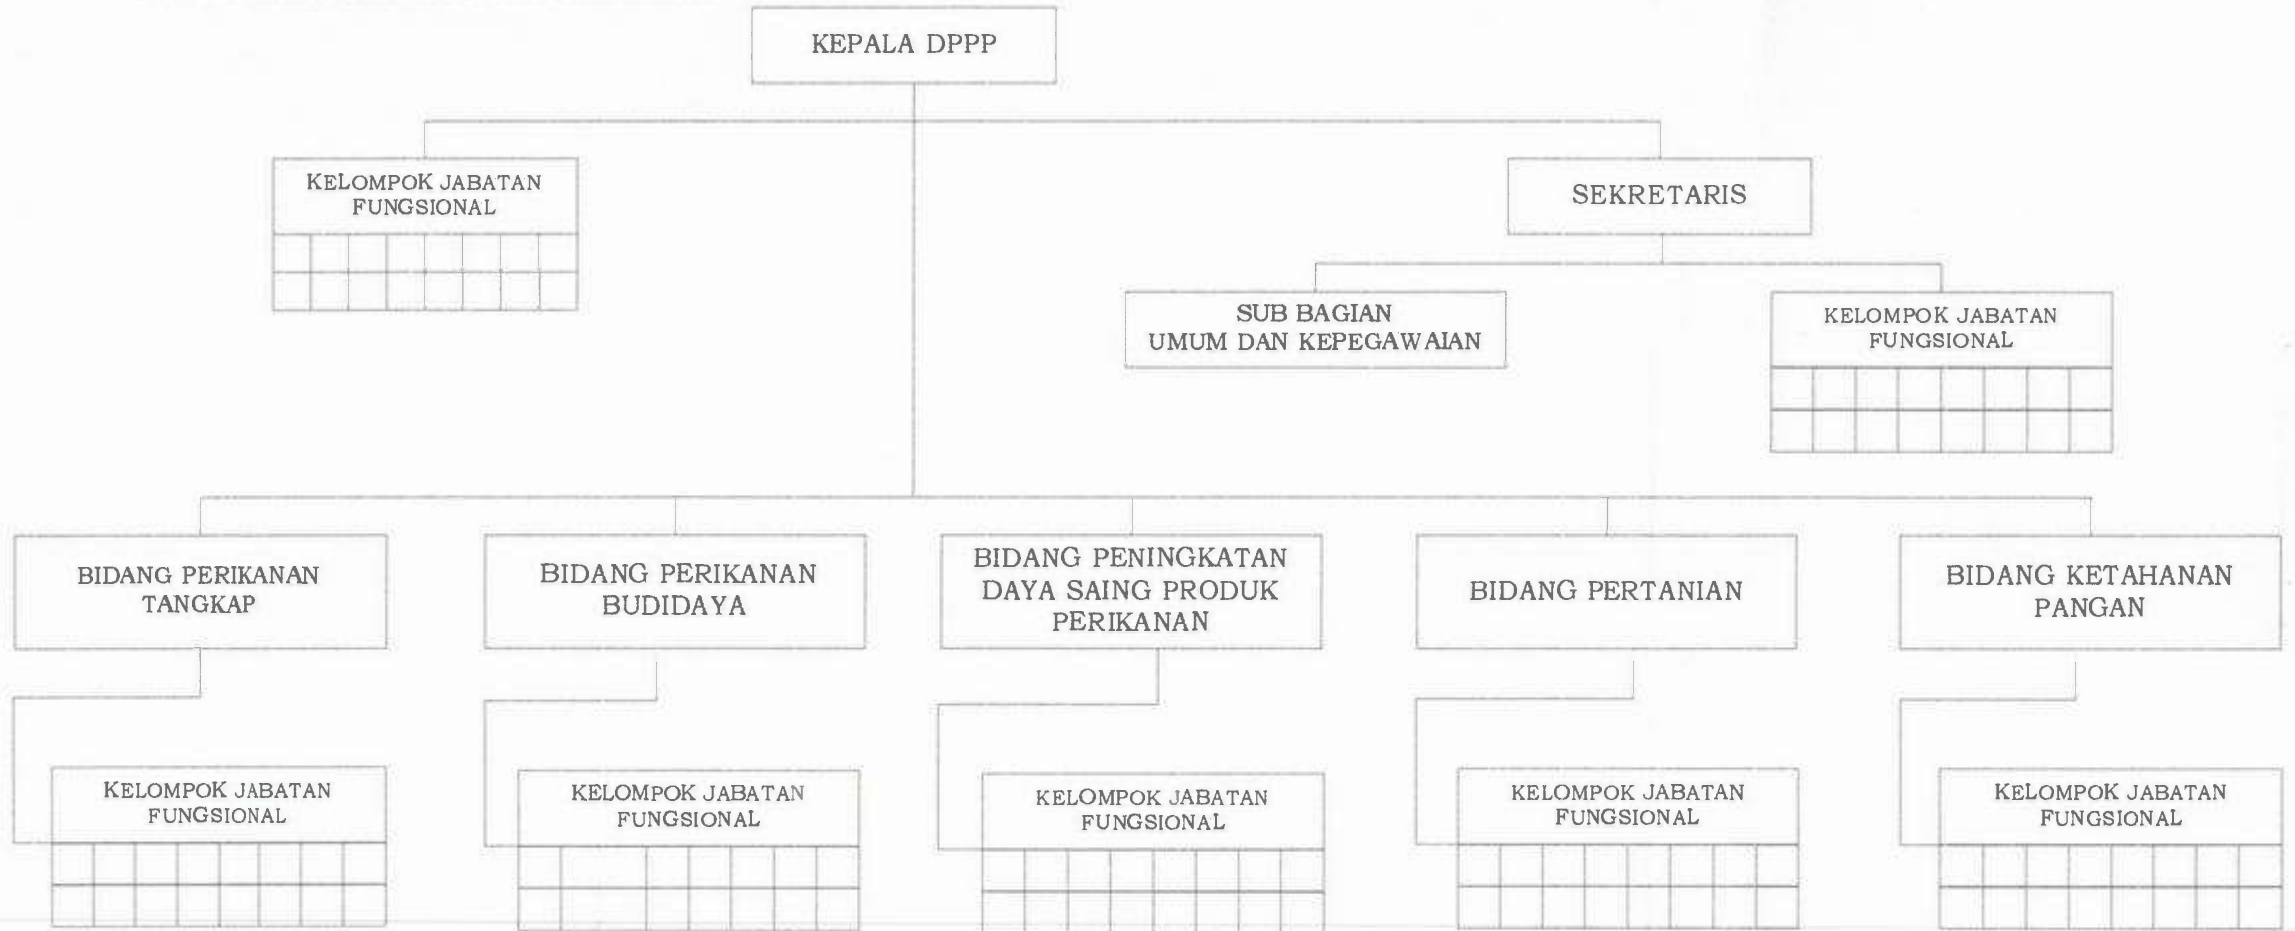 KEPALA DPPP
KELOMPOK JABATAN
FUNGSIONAL
SEKRETARIS
SUB BAGIAN
UMUM DAN KEPEGAWAIAN
KELOMPOK JABATAN
FUNGSIONAL
BIDANG PERIKANAN
TANGKAP
BIDANG PERIKANAN
BUDIDAYA
BIDANG PENINGKATAN
DAYA SAING PRODUK
PERIKANAN
BIDANG PERTANIAN
BIDANG KETAHANAN
PANGAN
KELOMPOK JABATAN
FUNGSIONAL
KELOMPOK JABATAN
FUNGSIONAL
KELOMPOK JABATAN
FUNGSIONAL
KELOMPOK JABATAN
FUNGSIONAL
KELOMPOK JABATAN
FUNGSIONAL